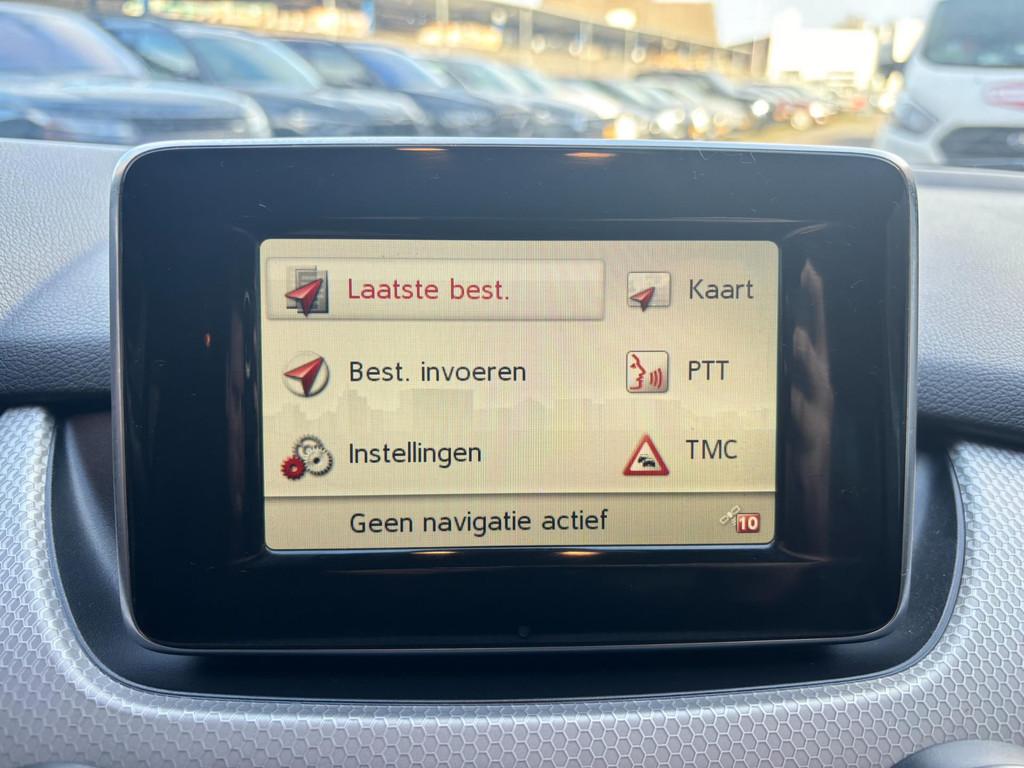 Laatste best.
Kaart
Best. invoeren
PTT
Instellingen
TMC
Geen navigatie actief
10